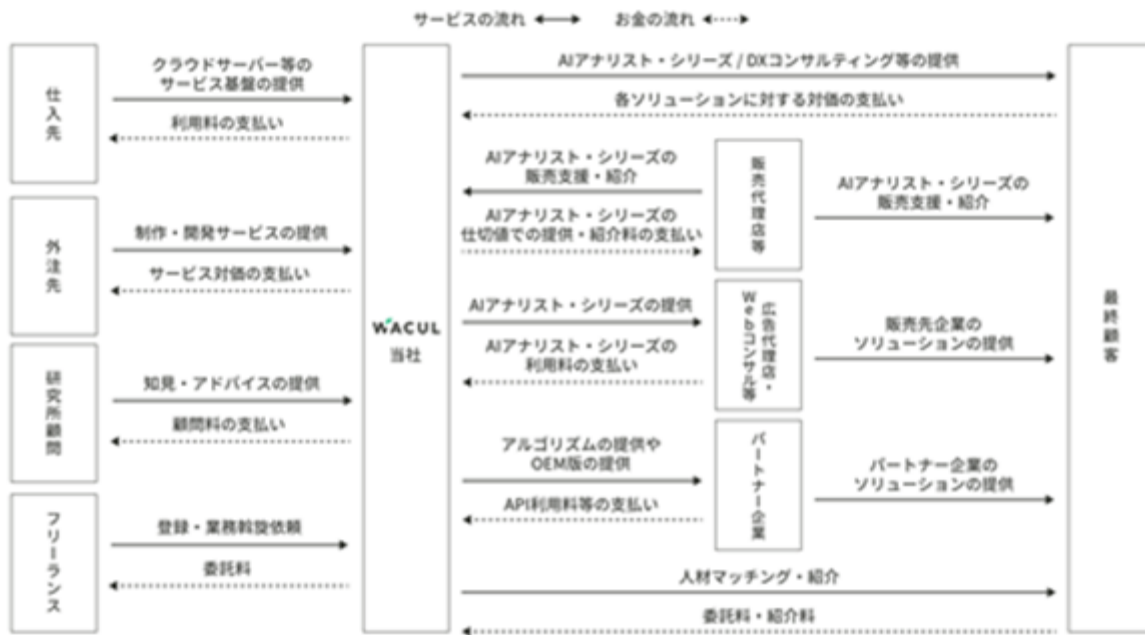 サービスの流れ
お金の流れ
仕入先
クラウドサーバー等の
サービス基盤の提供
利用料の支払い
外注先
制作・開発サービスの提供
サービス対価の支払い
研究所顧問
知見・アドバイスの提供
顧問料の支払い
フリーランス
登録・業務斡旋依頼
委託料
WACUL
当社
AIアナリスト・シリーズ / DXコンサルティング等の提供
各ソリューションに対する対価の支払い
AIアナリスト・シリーズの
販売支援・紹介
AIアナリスト・シリーズの
仕切値での提供・紹介料の支払い
販売代理店等
AIアナリスト・シリーズの
販売支援・紹介
AIアナリスト・シリーズの提供
AIアナリスト・シリーズの
利用料の支払い
広告代理店・
Webコンサル等
販売先企業の
ソリューションの提供
アルゴリズムの提供や
OEM版の提供
API利用料等の支払い
パートナー企業
パートナー企業の
ソリューションの提供
人材マッチング・紹介
委託料・紹介料
最終顧客